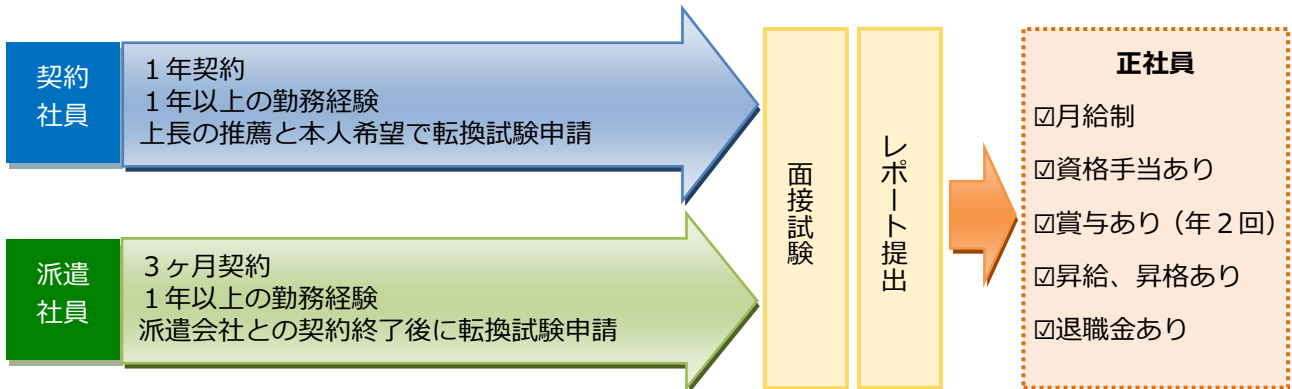 契約
社員
１年契約
１年以上の勤務経験
上長の推薦と本人希望で転換試験申請
派遣
社員
３ヶ月契約
１年以上の勤務経験
派遣会社との契約終了後に転換試験申請
面接試験
レポート提出
正社員
☑月給制
☑資格手当あり
☑賞与あり（年２回）
☑昇給、昇格あり
☑退職金あり